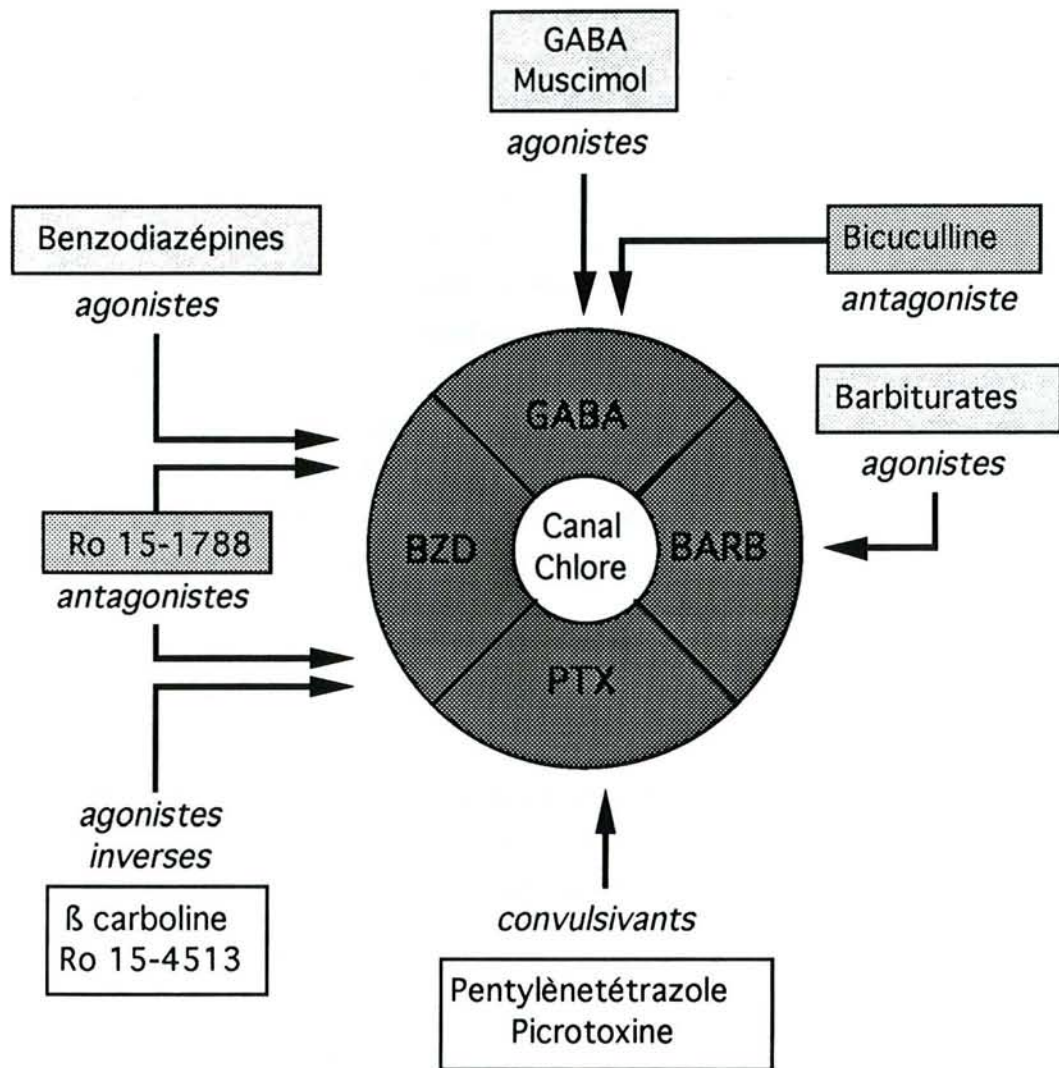 GABA
Muscimol
agonistes
Benzodiazépines
agonistes
Bicuculline
antagoniste
Barbiturates
agonistes
GABA
BZD
Canal
Chlore
BARB
PTX
Ro 15-1788
antagonistes
agonistes
inverses
ß carboline
Ro 15-4513
convulsivants
Pentylènetétrazole
Picrotoxine